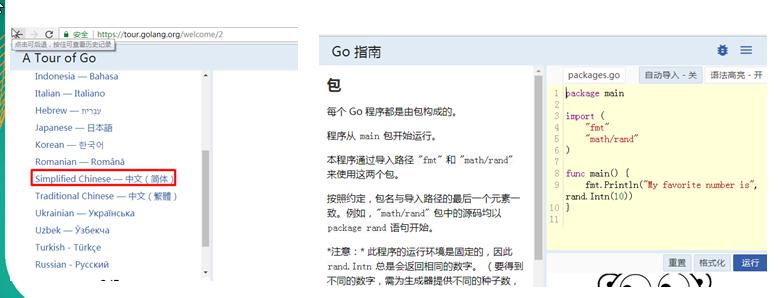 安全 | https://tour.golang.org/welcome/2
点击可后退，按住可查看历史记录
A Tour of Go
Indonesia — Bahasa
Italian — Italiano
Hebrew — עִבְרִית
Japanese — 日本語
Korean — 한국어
Romanian — Română
Simplified Chinese — 中文（简体）
Traditional Chinese — 中文（繁體）
Ukrainian — Українська
Uzbek — Ўзбекча
Turkish - Türkçe
Russian - Русский
Go 指南
包
每个 Go 程序都是由包构成的。
程序从 main 包开始运行。
本程序通过导入路径 "fmt" 和 "math/rand"
来使用这两个包。
按照约定，包名与导入路径的最后一个元素一
致。例如，"math/rand" 包中的源码均以
package rand 语句开始。
*注意：* 此程序的运行环境是固定的，因此
rand.Intn 总是会返回相同的数字。 （要得到
不同的数字，需为生成器提供不同的种子数，
packages.go
自动导入 - 关
语法高亮 - 开
1 package main
2
3 import (
4 "fmt"
5 "math/rand"
6 )
7
8 func main() {
9 fmt.Println("My favorite number is",
rand.Intn(10))
10 }
11
重置
格式化
运行